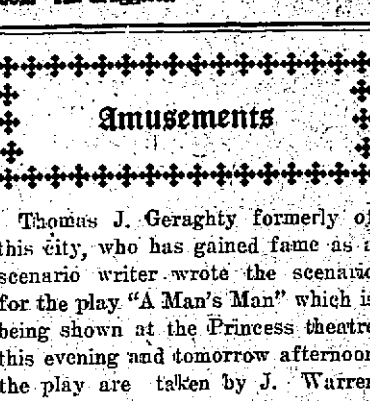 Amusements
Thomas J. Geraghty formerly of
this city, who has gained fame as a
scenario writer wrote the scenario
for the play "A Man's Man" which is
being shown at the Princess theatre
this evening and tomorrow afternoon
the play are taken by J. Warren